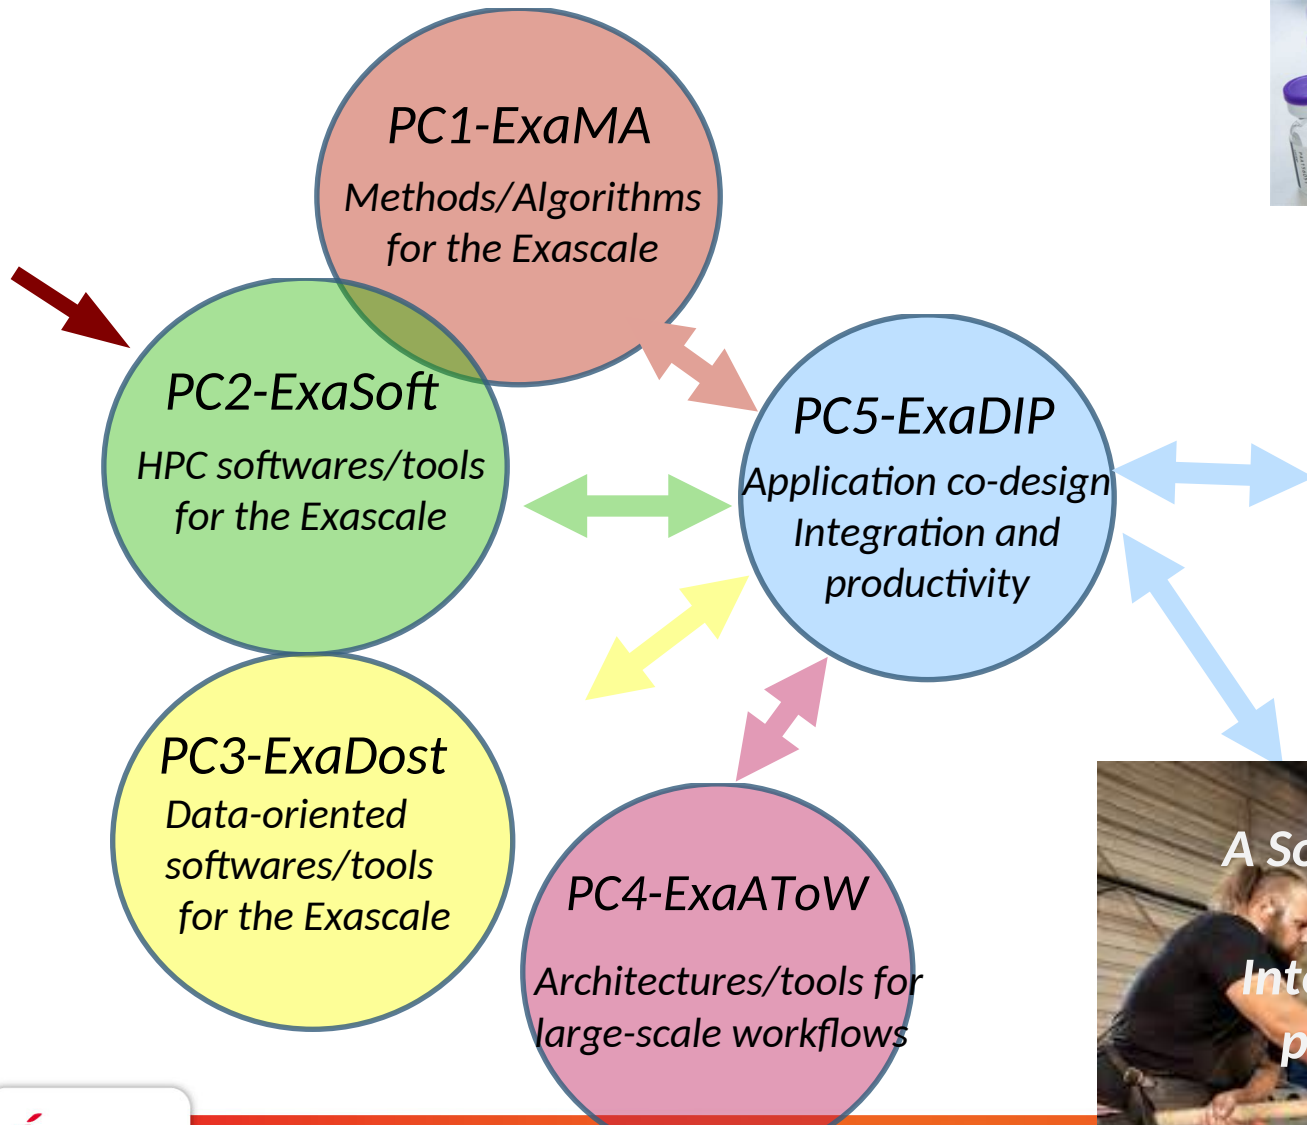 PC1-ExaMA
Methods/Algorithms
for the Exascale
PC2-ExaSoft
HPC softwares/tools
for the Exascale
PC5-ExaDIP
Application co-design
Integration and
productivity
PC3-ExaDost
Data-oriented
softwares/tools
for the Exascale
PC4-ExaAToW
Architectures/tools for
large-scale workflows
A